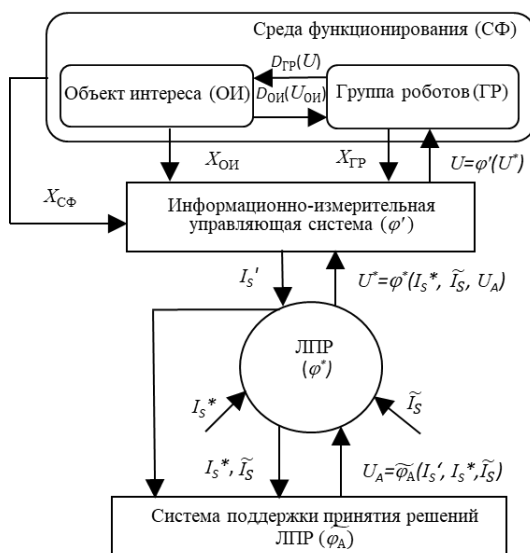 Среда функционирования (СФ)
D_ГР(U)
Объект интереса (ОИ)
D_ОИ(U_ОИ)
Группа роботов (ГР)
X_ОИ
X_ГР
U=φ'(U*)
X_СФ
Информационно-измерительная
управляющая система (φ')
I_S'
U*=φ*(I_S*, Ĩ_S, U_A)
ЛПР
(φ*)
I_S*
Ĩ_S
I_S*, Ĩ_S
U_A=φ̃_A(I_S', I_S*, Ĩ_S)
Система поддержки принятия решений
ЛПР (φ̃_A)